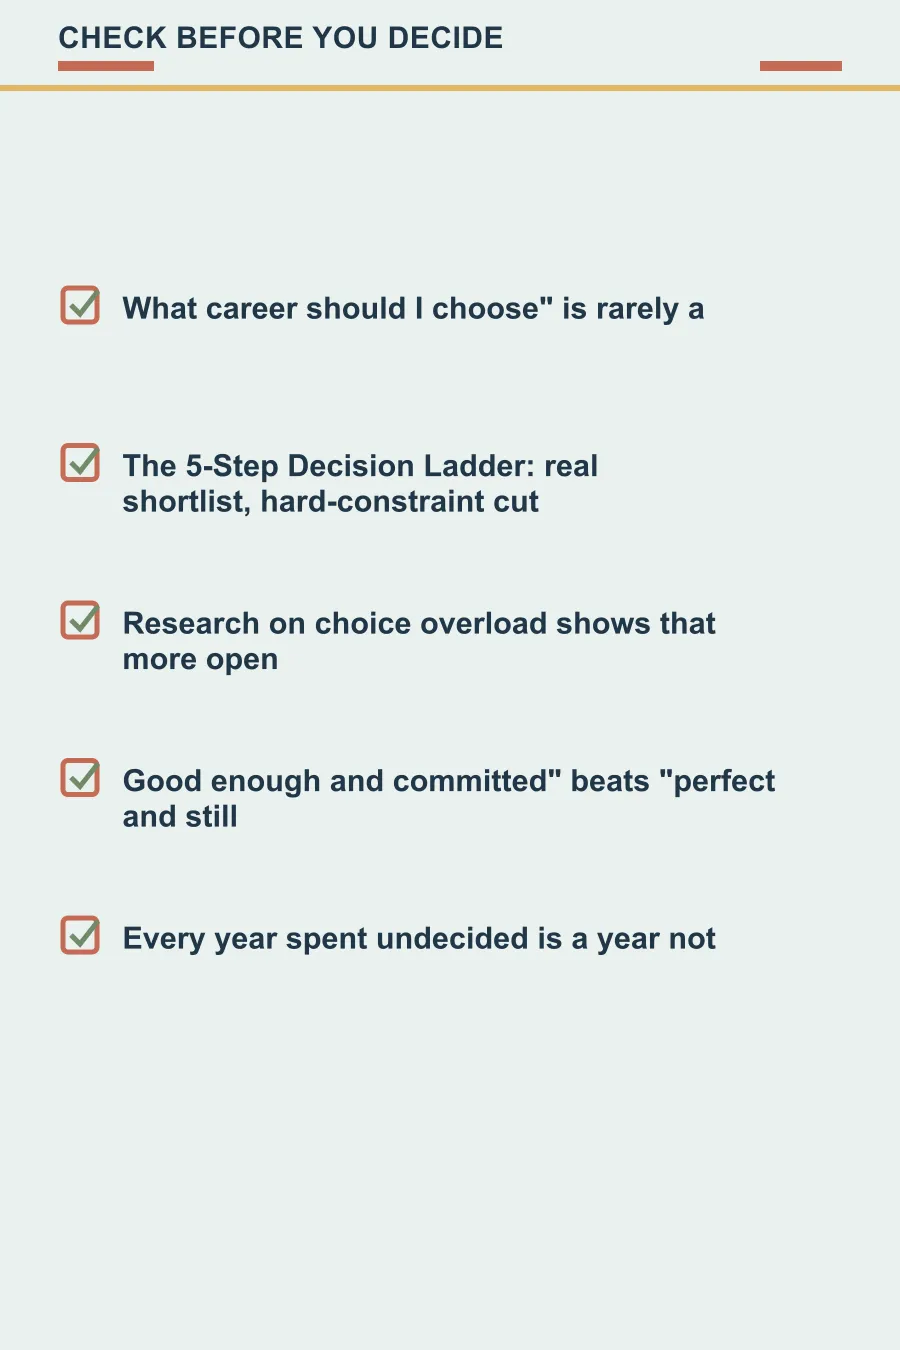 CHECK BEFORE YOU DECIDE
What career should I choose" is rarely a
The 5-Step Decision Ladder: real
shortlist, hard-constraint cut
Research on choice overload shows that
more open
Good enough and committed" beats "perfect
and still
Every year spent undecided is a year not